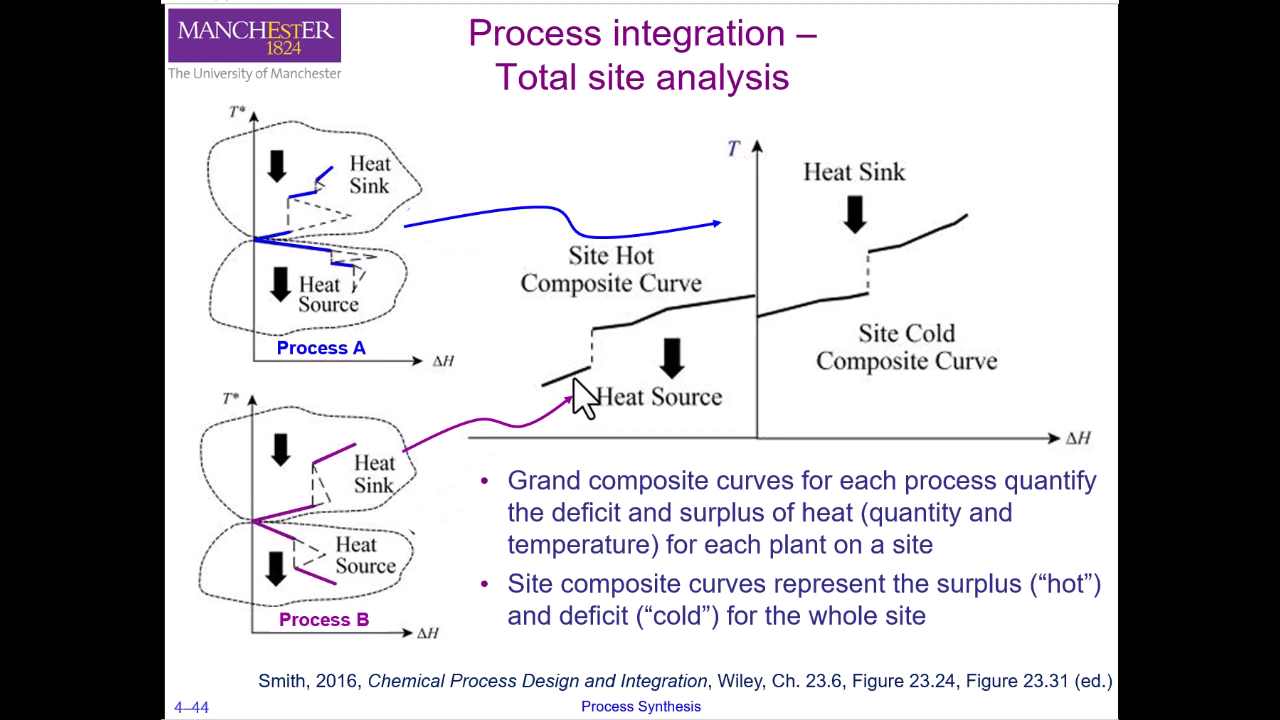 MANCHESTER
1824
The University of Manchester
Process integration –
Total site analysis
T*
Heat
Sink
Heat
Source
Process A
ΔH
T*
Heat
Sink
Heat
Source
Process B
ΔH
T
Heat Sink
Site Hot
Composite Curve
Site Cold
Composite Curve
Heat Source
ΔH
• Grand composite curves for each process quantify
the deficit and surplus of heat (quantity and
temperature) for each plant on a site
• Site composite curves represent the surplus (“hot”)
and deficit (“cold”) for the whole site
Smith, 2016, Chemical Process Design and Integration, Wiley, Ch. 23.6, Figure 23.24, Figure 23.31 (ed.)
4–44
Process Synthesis